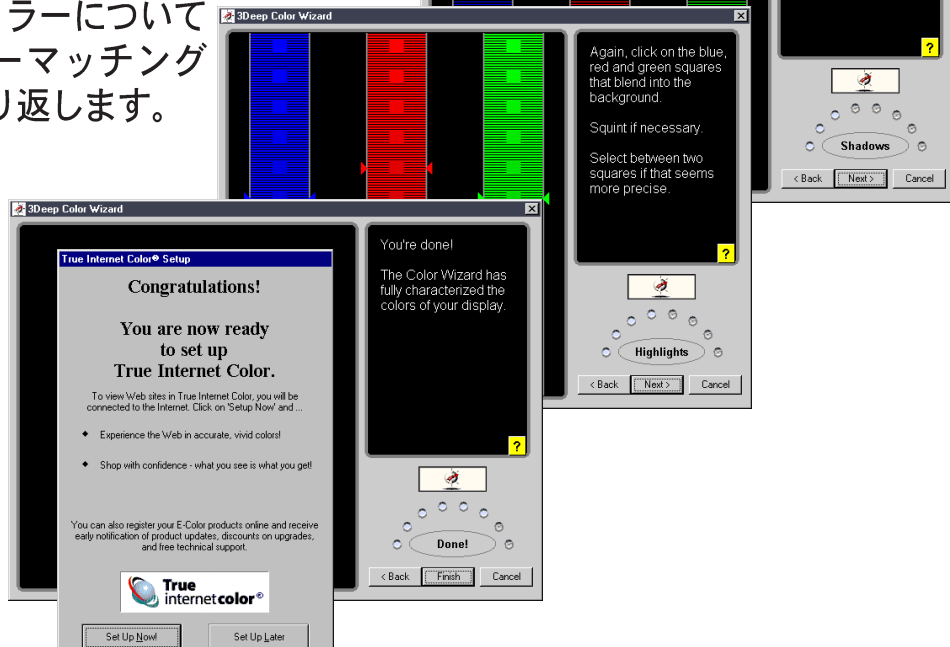 ラーについて
ーマッチング
り返します。
?
Shadows
< Back Next > Cancel
3Deep Color Wizard
Again, click on the blue,
red and green squares
that blend into the
background.
Squint if necessary.
Select between two
squares if that seems
more precise.
?
Highlights
< Back Next > Cancel
3Deep Color Wizard
You're done!
The Color Wizard has
fully characterized the
colors of your display.
?
Done!
< Back Finish Cancel
True Internet Color® Setup
Congratulations!
You are now ready
to set up
True Internet Color.
To view Web sites in True Internet Color, you will be
connected to the Internet. Click on 'Setup Now' and ...
◆ Experience the Web in accurate, vivid colors!
◆ Shop with confidence - what you see is what you get!
You can also register your E-Color products online and receive
early notification of product updates, discounts on upgrades,
and free technical support.
True
internetcolor®
Set Up Now! Set Up Later